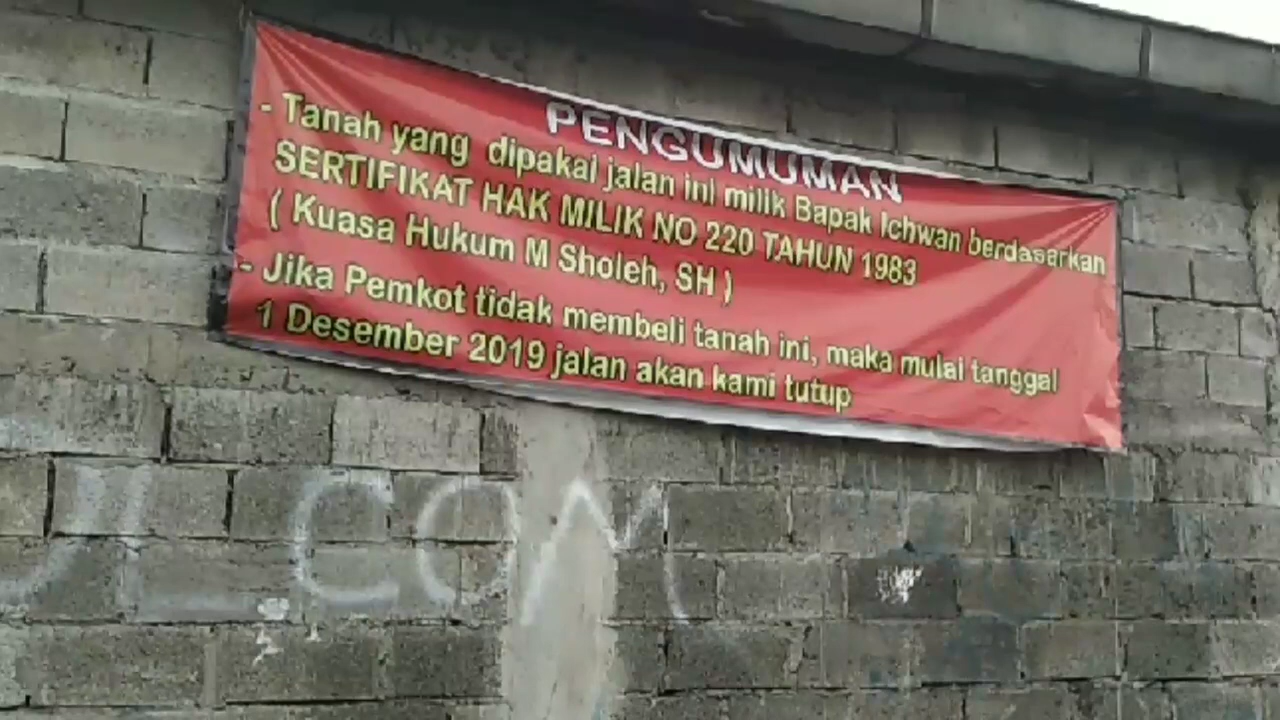 PENGUMUMAN
- Tanah yang dipakai jalan ini milik Bapak Ichwan berdasarkan
SERTIFIKAT HAK MILIK NO 220 TAHUN 1983
( Kuasa Hukum M Sholeh, SH )
- Jika Pemkot tidak membeli tanah ini, maka mulai tanggal
1 Desember 2019 jalan akan kami tutup